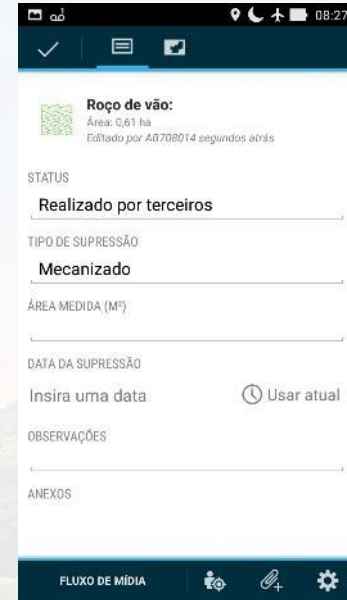 08:27
Roço de vão:
Área: 0,61 ha
Editado por AB708014 segundos atrás
STATUS
Realizado por terceiros
TIPO DE SUPRESSÃO
Mecanizado
ÁREA MEDIDA (M²)
DATA DA SUPRESSÃO
Insira uma data Usar atual
OBSERVAÇÕES
ANEXOS
FLUXO DE MÍDIA